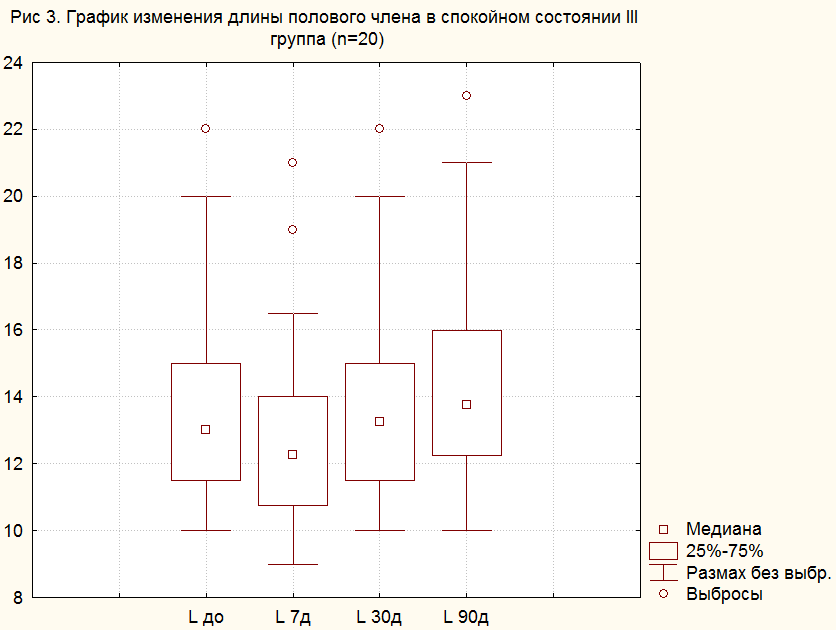 Рис 3. График изменения длины полового члена в спокойном состоянии III
группа (n=20)
24
22
20
18
16
14
12
10
8
L до L 7д L 30д L 90д
Медиана
25%-75%
Размах без выбр.
Выбросы